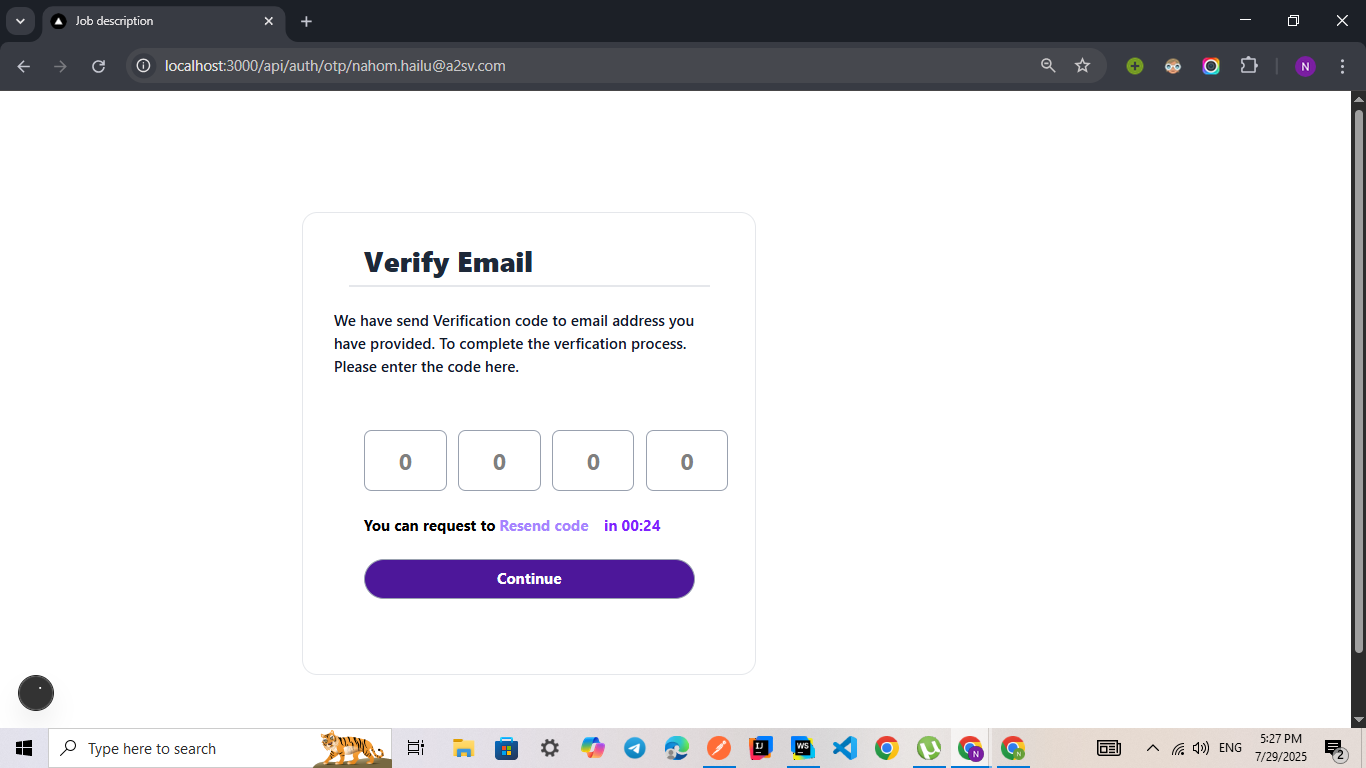 Job description
localhost:3000/api/auth/otp/nahom.hailu@a2sv.com
N
Verify Email
We have send Verification code to email address you
have provided. To complete the verfication process.
Please enter the code here.
0 0 0 0
You can request to Resend code in 00:24
Continue
Type here to search
IJ
WS
N
N
ENG
5:27 PM
7/29/2025
2